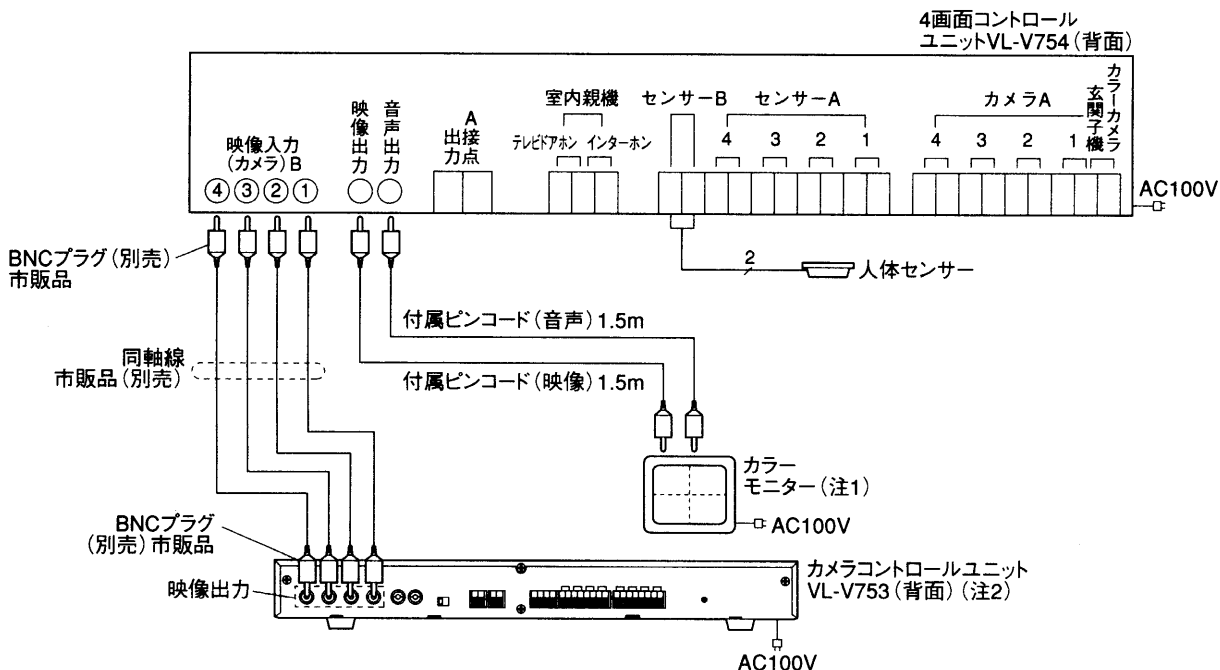 4画面コントロール
ユニットVL-V754(背面)
カラーカメラ
玄関子機
室内親機
センサーB
センサーA
カメラA
テレビドアホン
インターホン
4
3
2
1
4
3
2
1
A接点
出力
音声出力
映像出力
映像入力
(カメラ)B
④
③
②
①
AC100V
BNCプラグ(別売)
市販品
2
人体センサー
付属ピンコード(音声)1.5m
同軸線
市販品(別売)
付属ピンコード(映像)1.5m
カラー
モニター(注1)
AC100V
BNCプラグ
(別売)市販品
映像出力
カメラコントロールユニット
VL-V753(背面)(注2)
AC100V